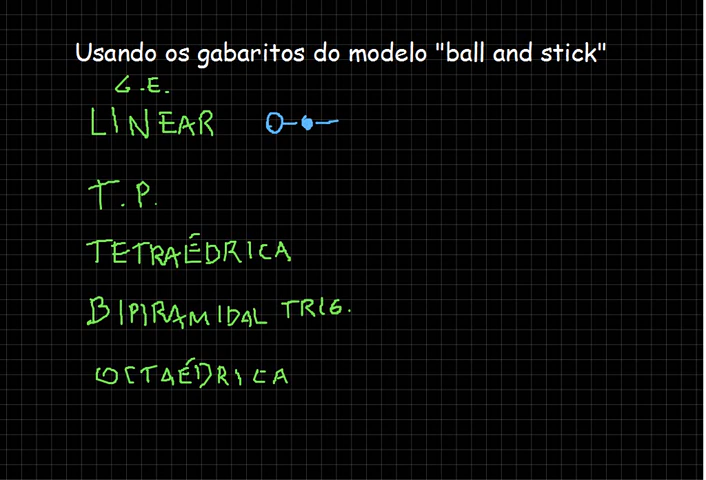 Usando os gabaritos do modelo "ball and stick"
G.E.
LINEAR
T.P.
TETRAÉDRICA
BIPIRAMIDAL TRIG.
OCTAÉDRICA